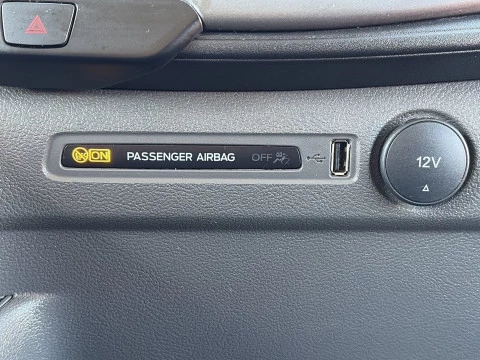 ON PASSENGER AIRBAG OFF
12V